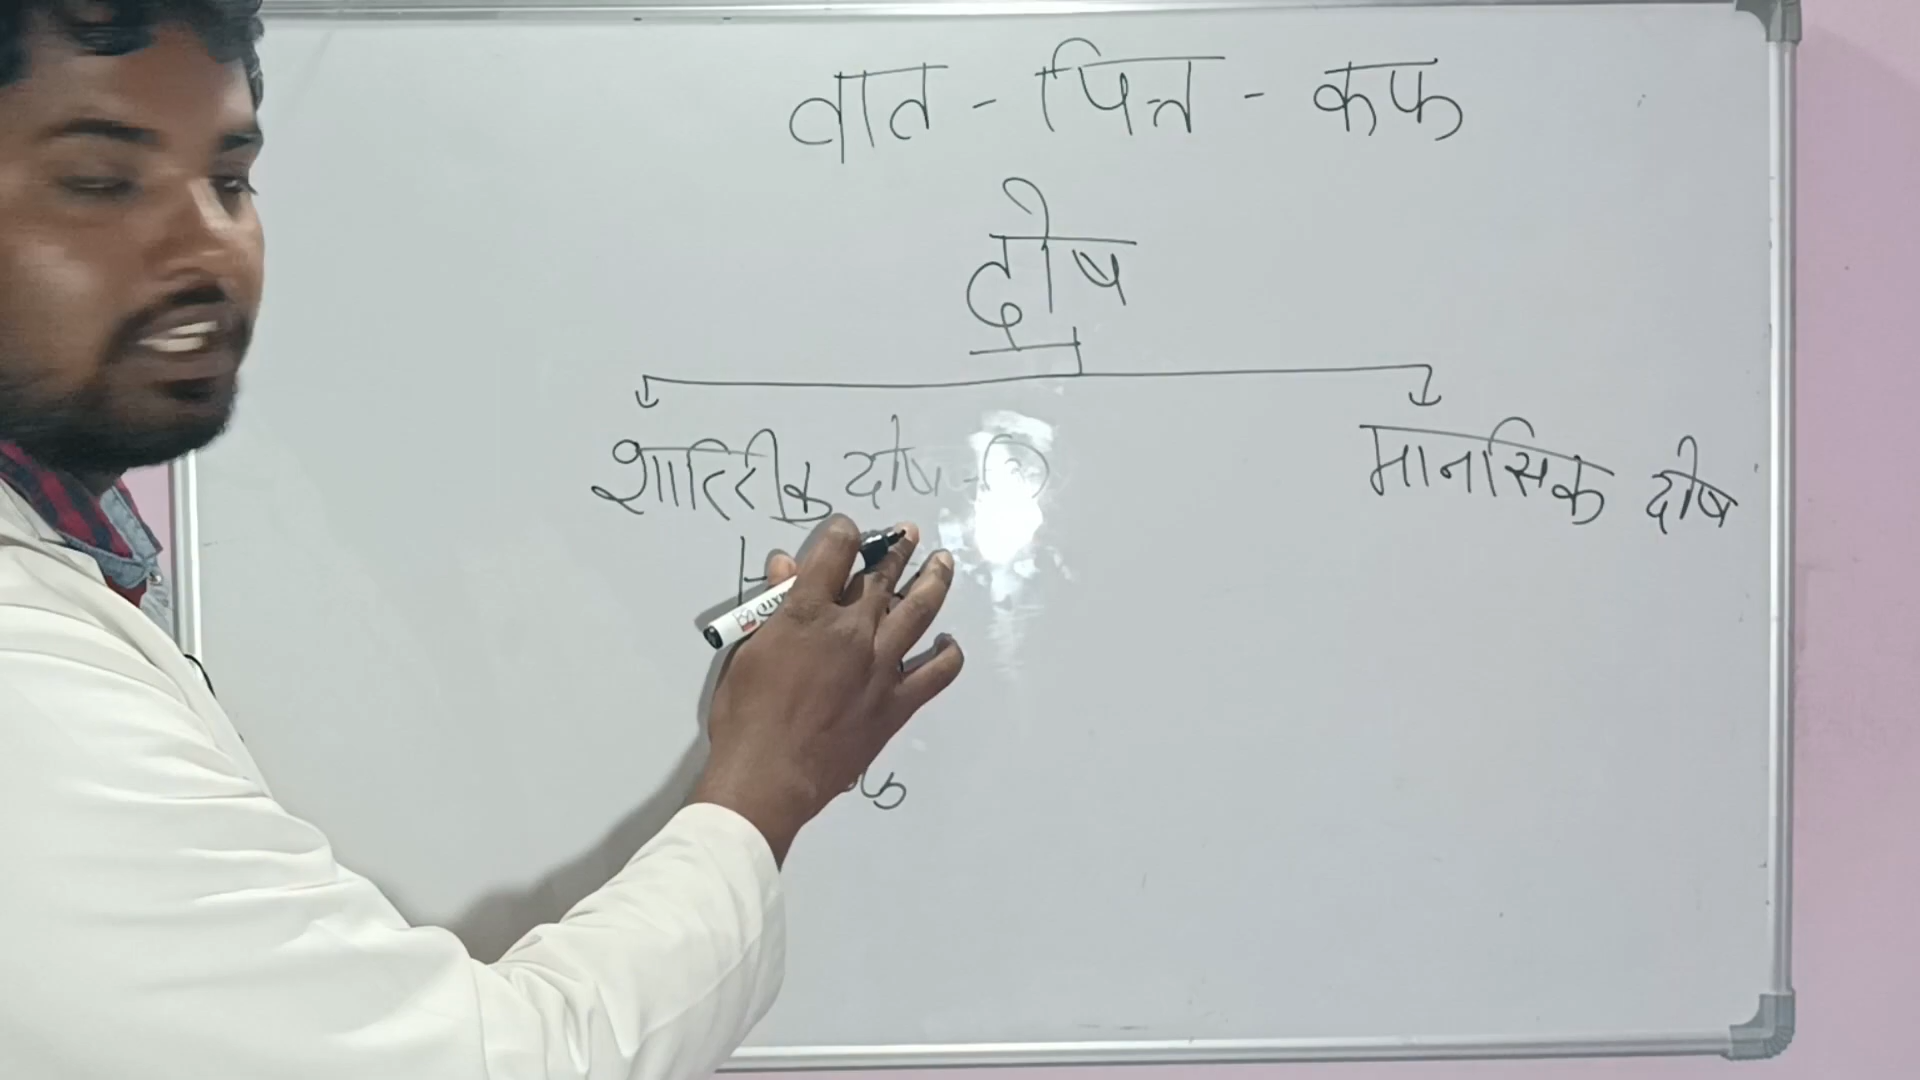 वात - पित्त - कफ
दोष
शारिरीक दोष -
मानसिक दोष